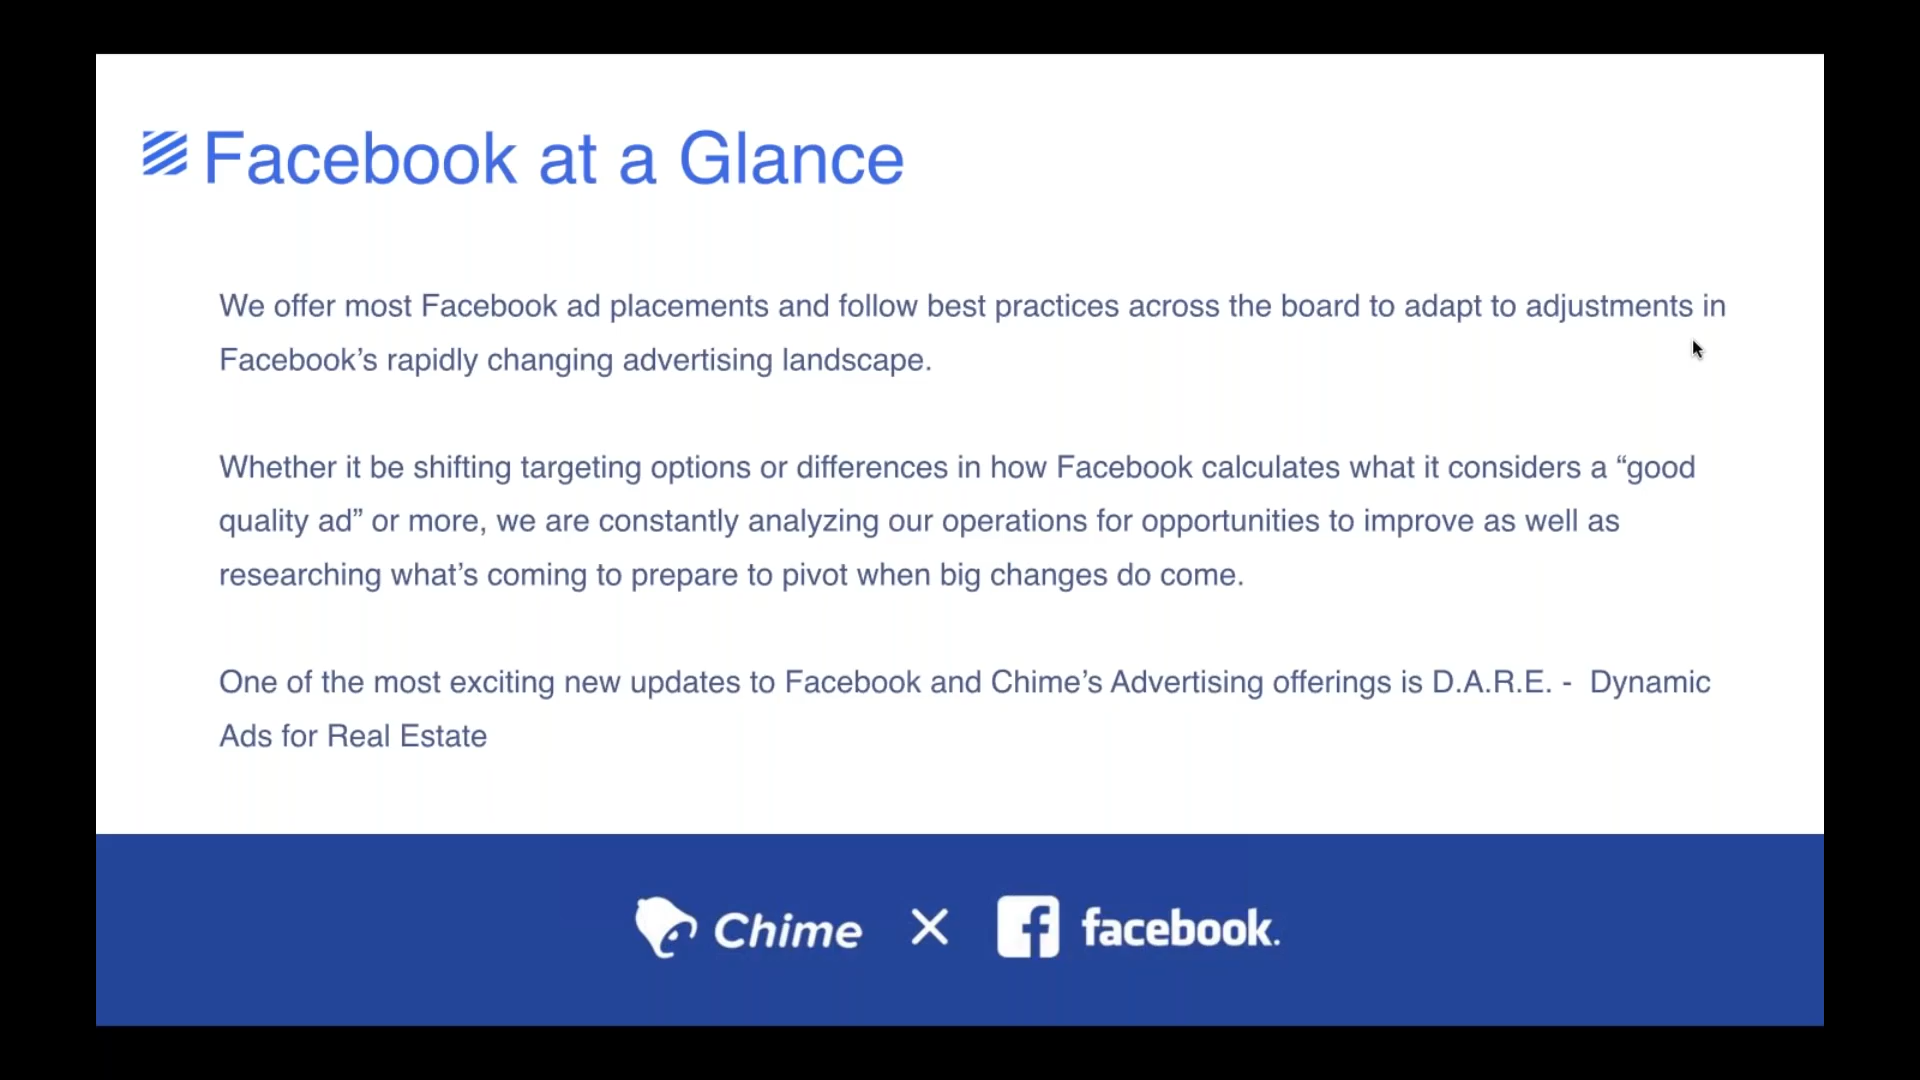 Facebook at a Glance
We offer most Facebook ad placements and follow best practices across the board to adapt to adjustments in
Facebook’s rapidly changing advertising landscape.
Whether it be shifting targeting options or differences in how Facebook calculates what it considers a “good
quality ad” or more, we are constantly analyzing our operations for opportunities to improve as well as
researching what’s coming to prepare to pivot when big changes do come.
One of the most exciting new updates to Facebook and Chime’s Advertising offerings is D.A.R.E. -  Dynamic
Ads for Real Estate
Chime X f facebook.